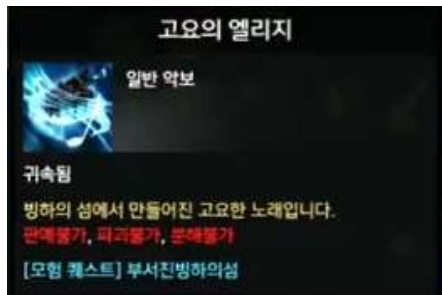 고요의 엘리지
일반 악보
귀속됨
빙하의 섬에서 만들어진 고요한 노래입니다.
판매불가, 파괴불가, 분해불가
[모험 퀘스트] 부서진빙하의섬